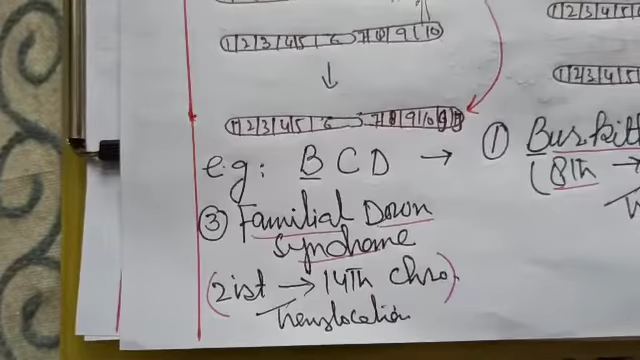 1 2 3 4 5
1 2 3 4 5 6 7 8 9 10
1 2 3 4 5
1 2 3 4 5 6 7 8 9 10 9
e.g: B C D → ① Burkitt
(8th →
③ Familial Down
syndrome
(21st → 14th chro.)
Translocation